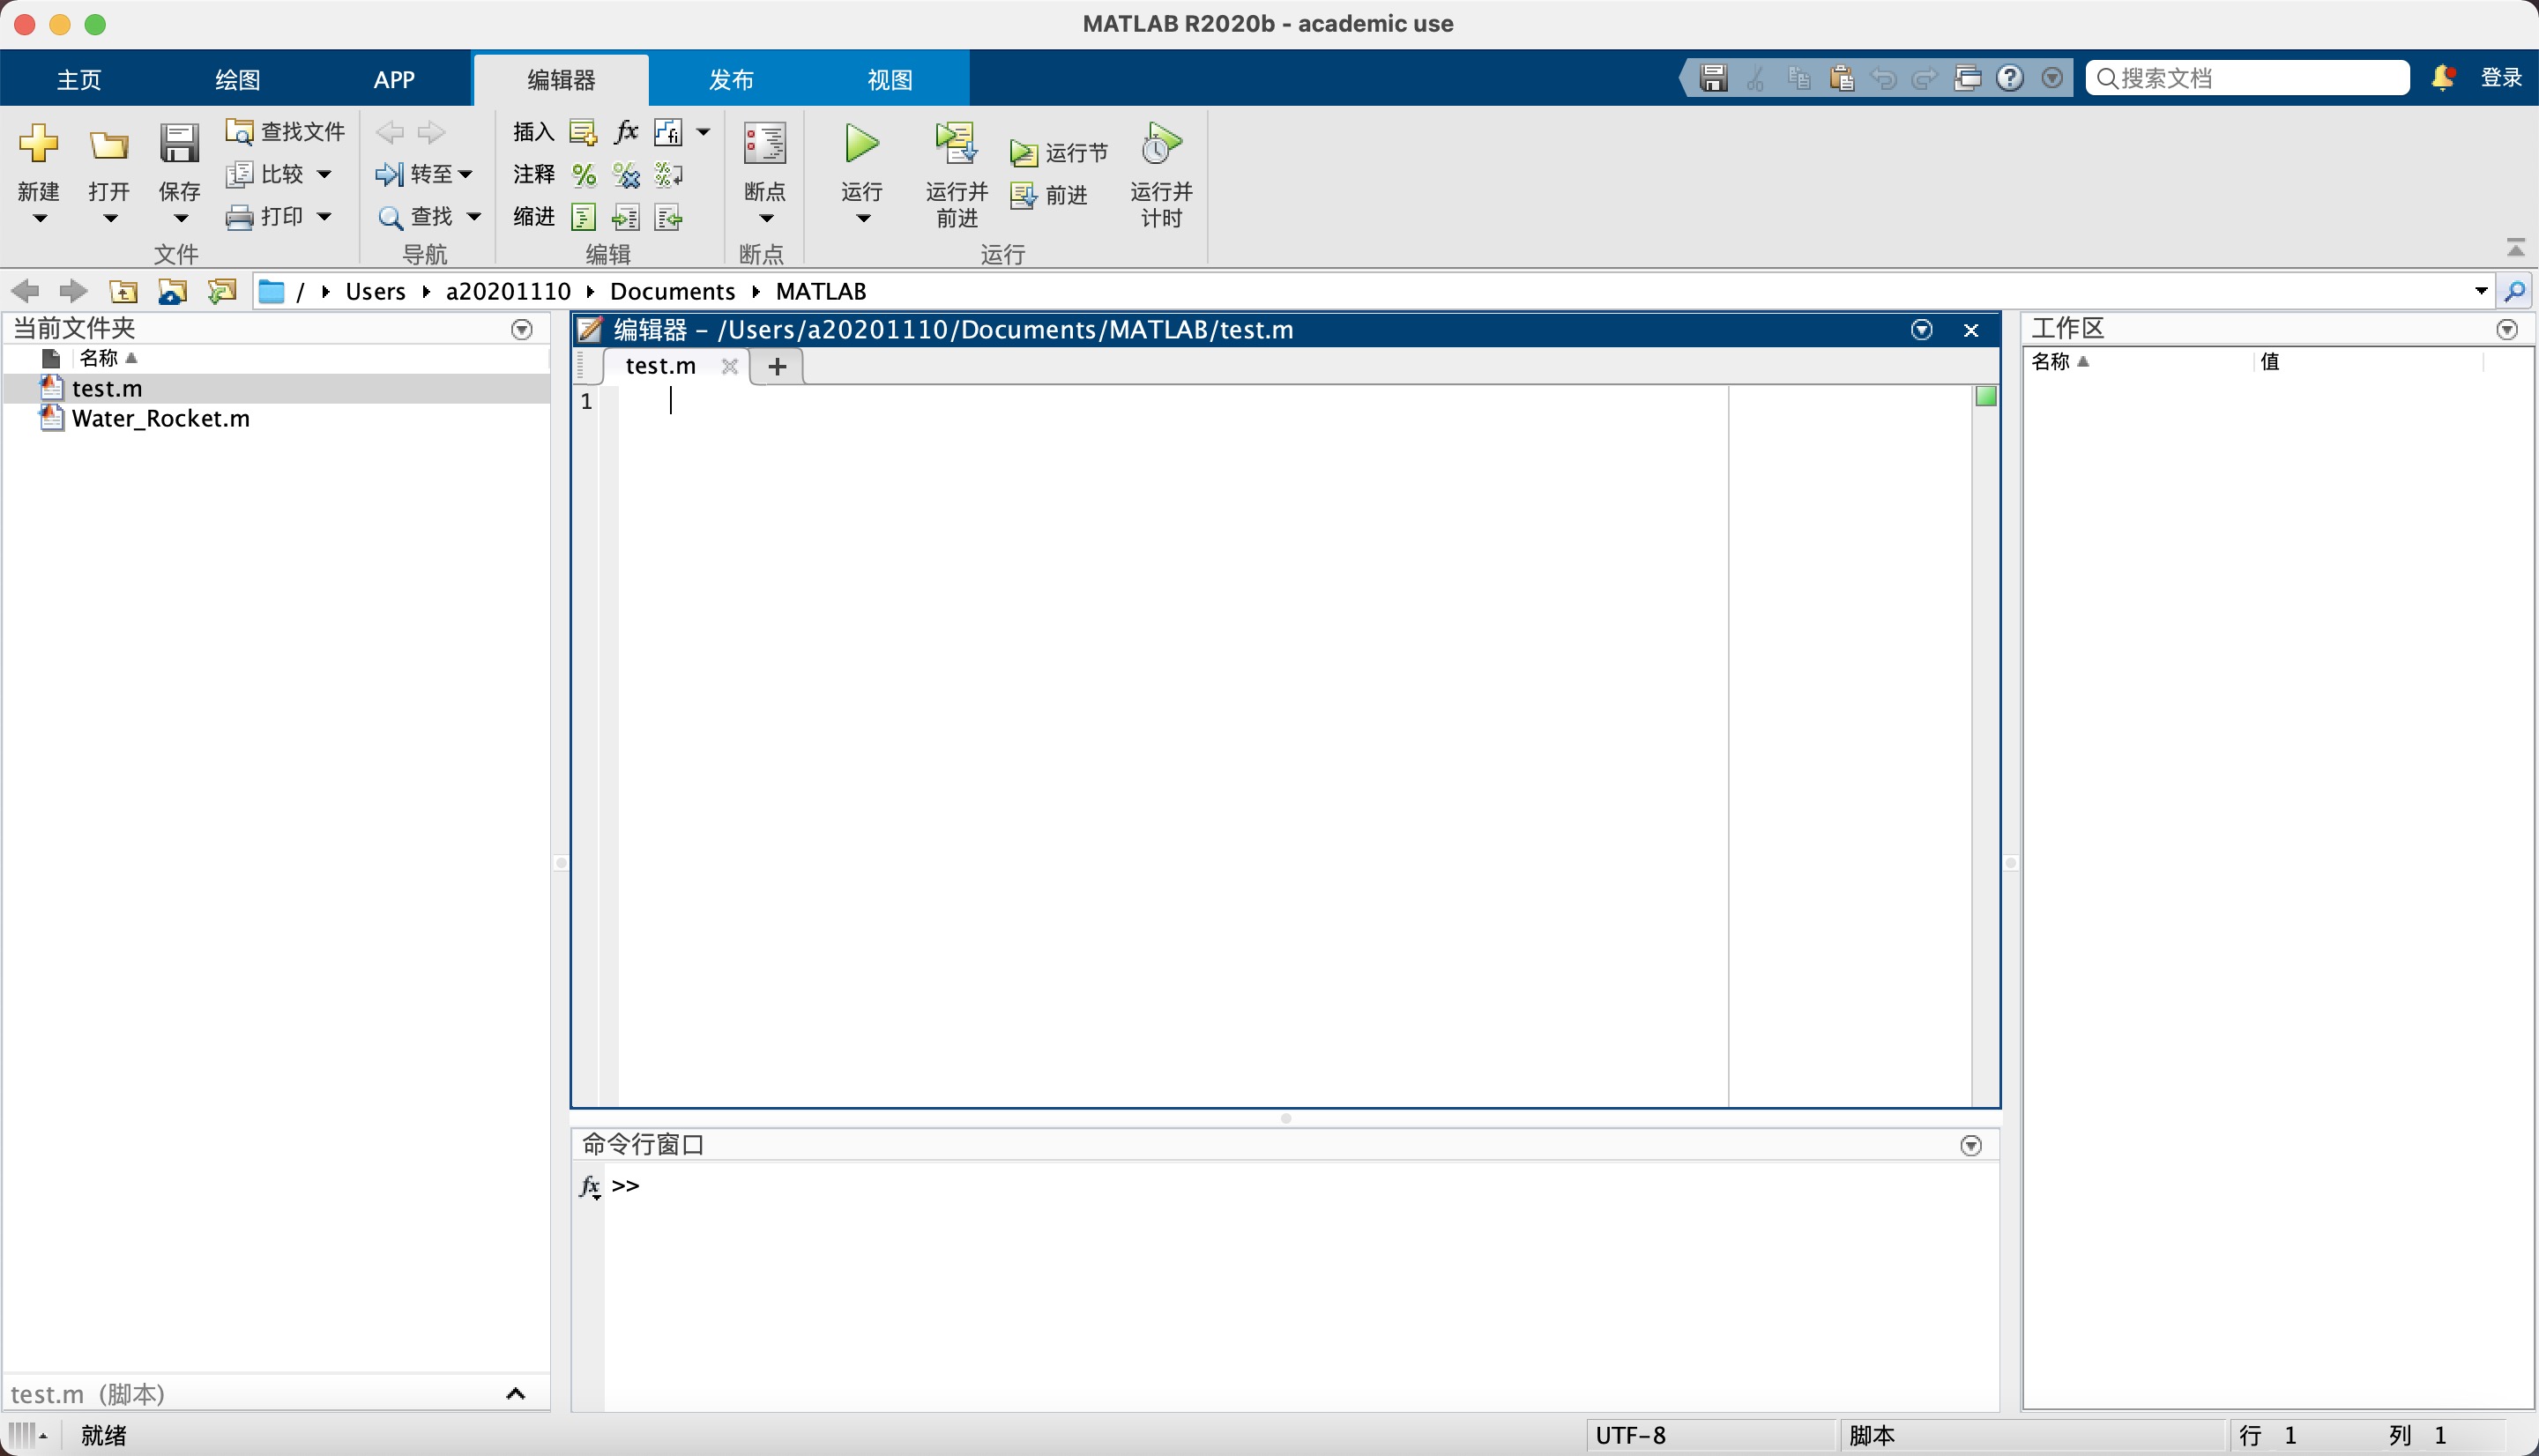 MATLAB R2020b - academic use
主页 绘图 APP 编辑器 发布 视图 搜索文档 登录
新建 打开 保存 查找文件 比较 打印 文件
转至 查找 导航
插入 fx fi
注释 % %
缩进
编辑
断点
断点
运行 运行并前进 运行节 前进 运行并计时
运行
/ Users a20201110 Documents MATLAB
当前文件夹
名称
test.m
Water_Rocket.m
test.m (脚本)
编辑器 – /Users/a20201110/Documents/MATLAB/test.m
test.m +
1
命令行窗口
fx >>
工作区
名称 值
就绪
UTF-8 脚本 行 1 列 1